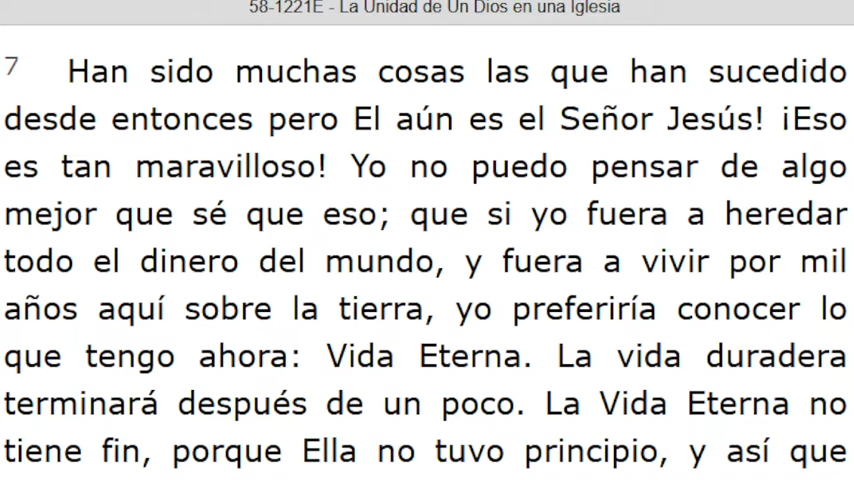 58-1221E - La Unidad de Un Dios en una Iglesia
7 Han sido muchas cosas las que han sucedido
desde entonces pero El aún es el Señor Jesús! ¡Eso
es tan maravilloso! Yo no puedo pensar de algo
mejor que sé que eso; que si yo fuera a heredar
todo el dinero del mundo, y fuera a vivir por mil
años aquí sobre la tierra, yo preferiría conocer lo
que tengo ahora: Vida Eterna. La vida duradera
terminará después de un poco. La Vida Eterna no
tiene fin, porque Ella no tuvo principio, y así que